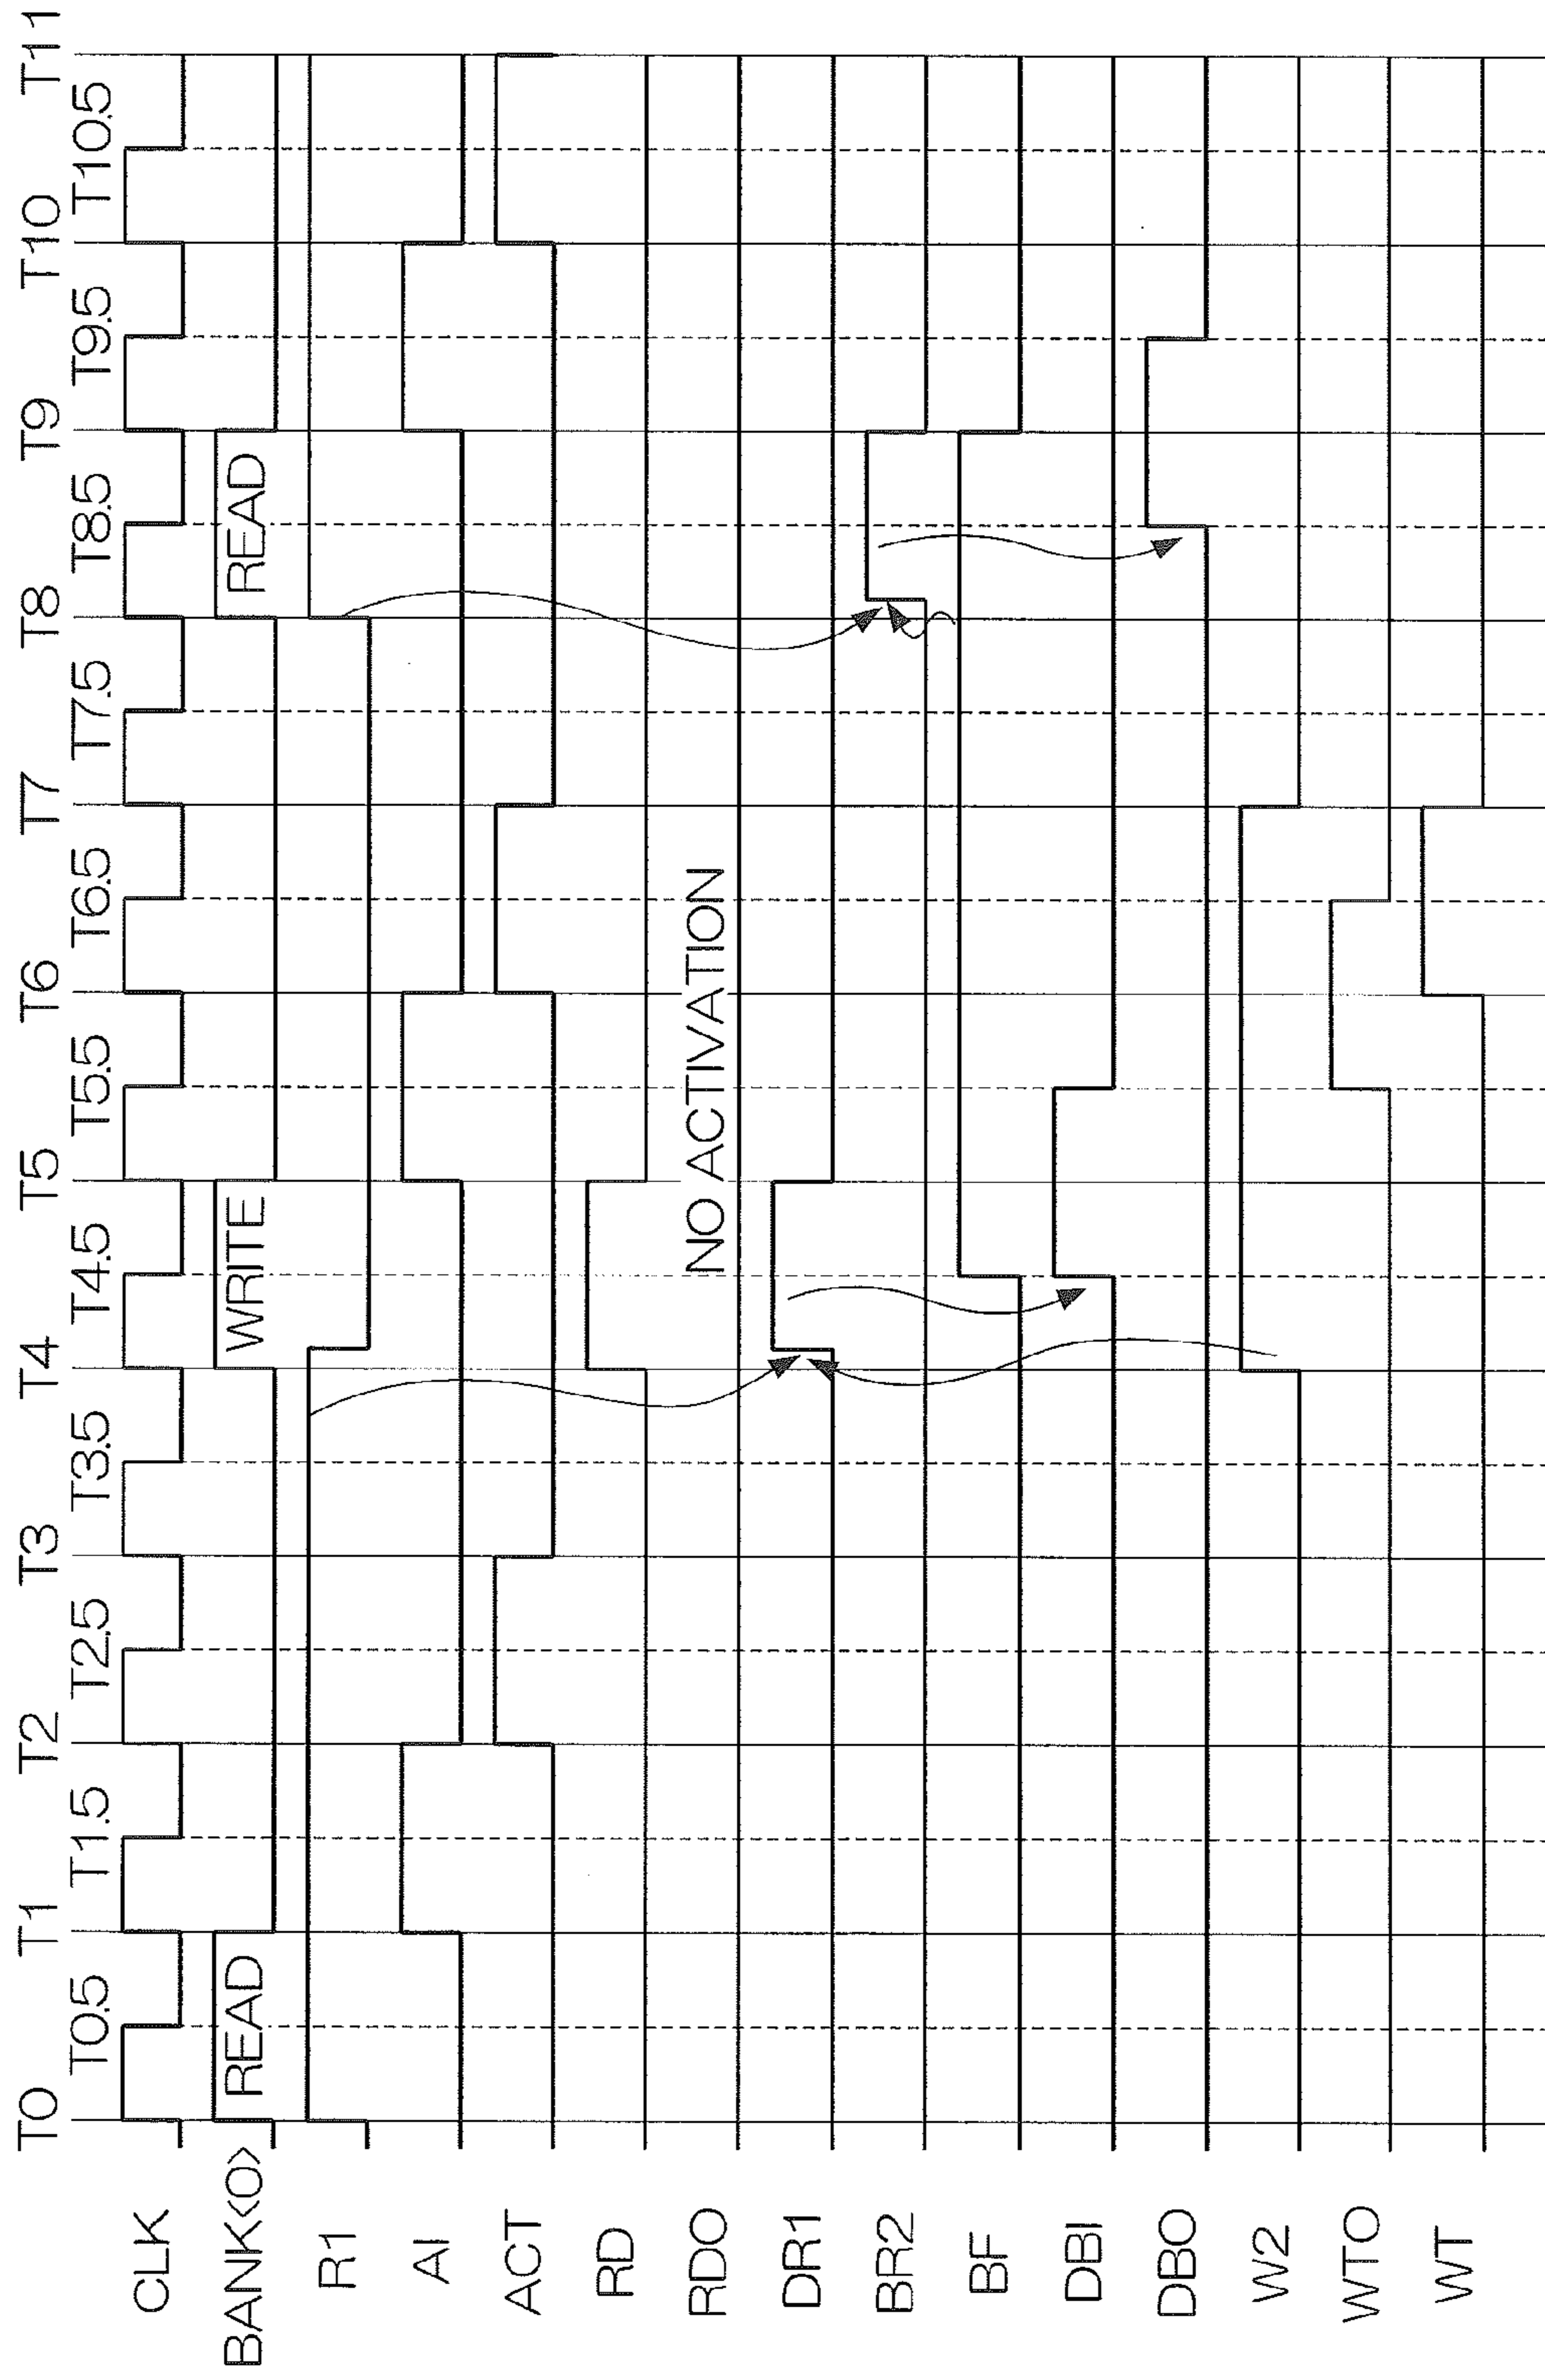 T0 T1 T2 T3 T4 T5 T6 T7 T8 T9 T10 T11
T0.5 T1.5 T2.5 T3.5 T4.5 T5.5 T6.5 T7.5 T8.5 T9.5 T10.5
CLK
BANK<0> READ WRITE READ
R1
AI
ACT
RD
RDO NO ACTIVATION
DR1
BR2
BF
DBI
DBO
W2
WTO
WT